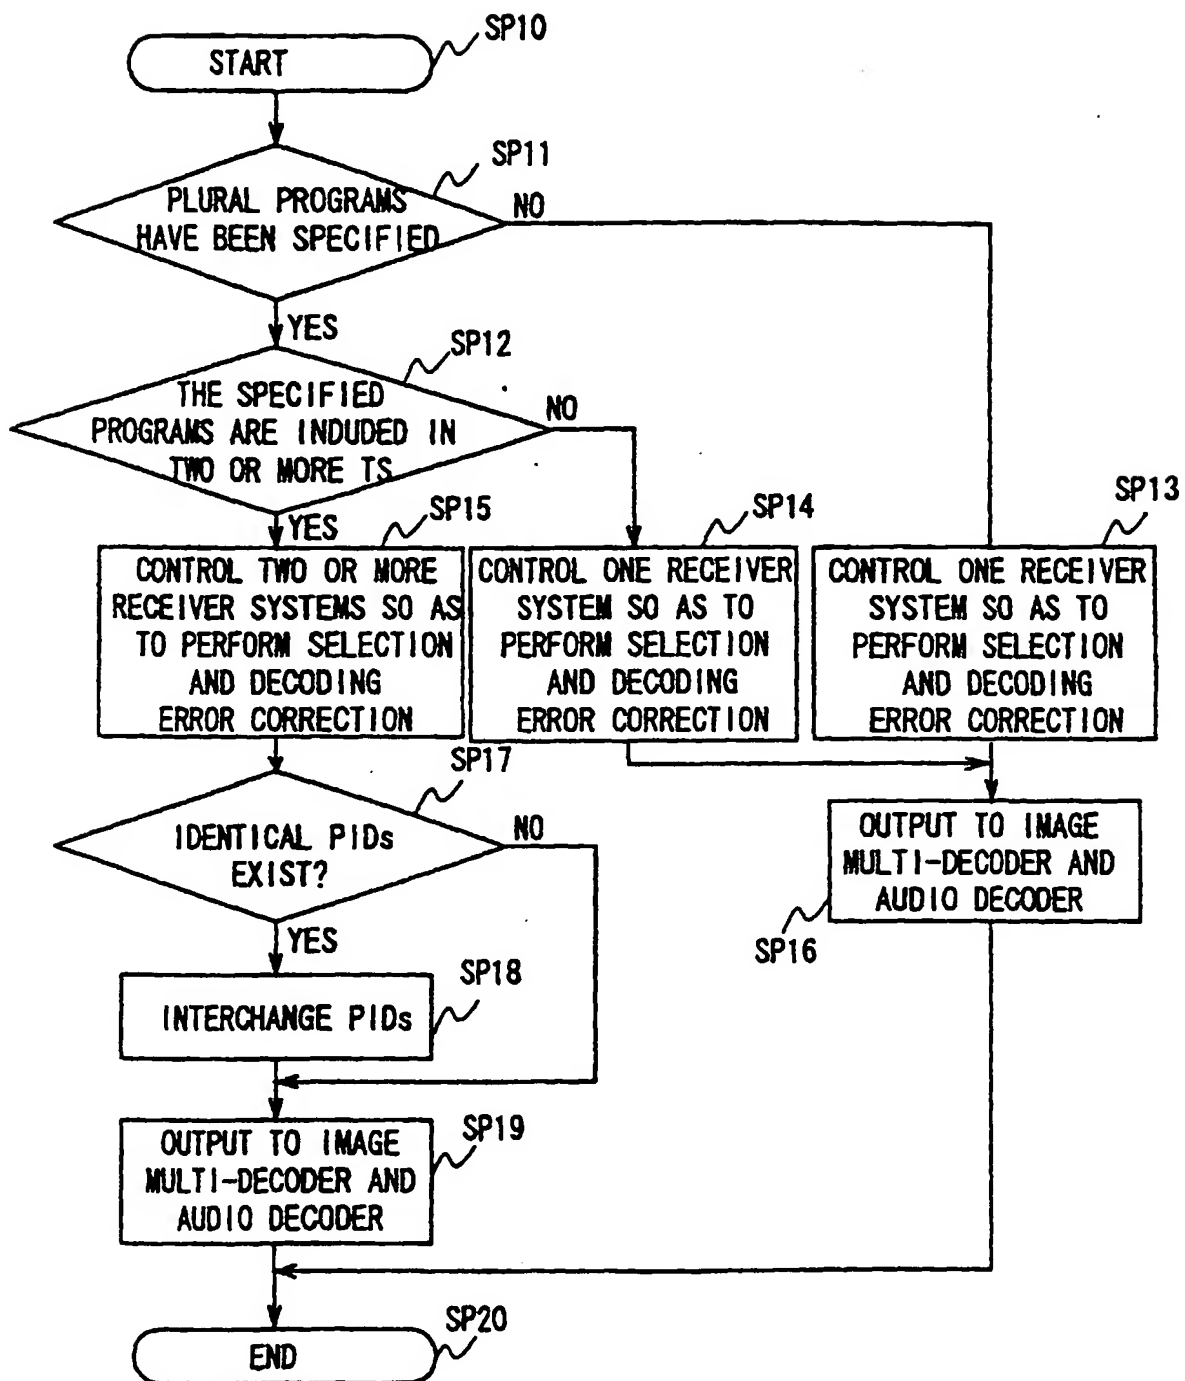 SP10
START
SP11
PLURAL PROGRAMS
HAVE BEEN SPECIFIED
NO
YES
SP12
THE SPECIFIED
PROGRAMS ARE INDUDED IN
TWO OR MORE TS
NO
YES
SP15
CONTROL TWO OR MORE
RECEIVER SYSTEMS SO AS
TO PERFORM SELECTION
AND DECODING
ERROR CORRECTION
SP14
CONTROL ONE RECEIVER
SYSTEM SO AS TO
PERFORM SELECTION
AND DECODING
ERROR CORRECTION
SP13
CONTROL ONE RECEIVER
SYSTEM SO AS TO
PERFORM SELECTION
AND DECODING
ERROR CORRECTION
SP17
IDENTICAL PIDs
EXIST?
NO
YES
OUTPUT TO IMAGE
MULTI-DECODER AND
AUDIO DECODER
SP16
SP18
INTERCHANGE PIDs
SP19
OUTPUT TO IMAGE
MULTI-DECODER AND
AUDIO DECODER
SP20
END